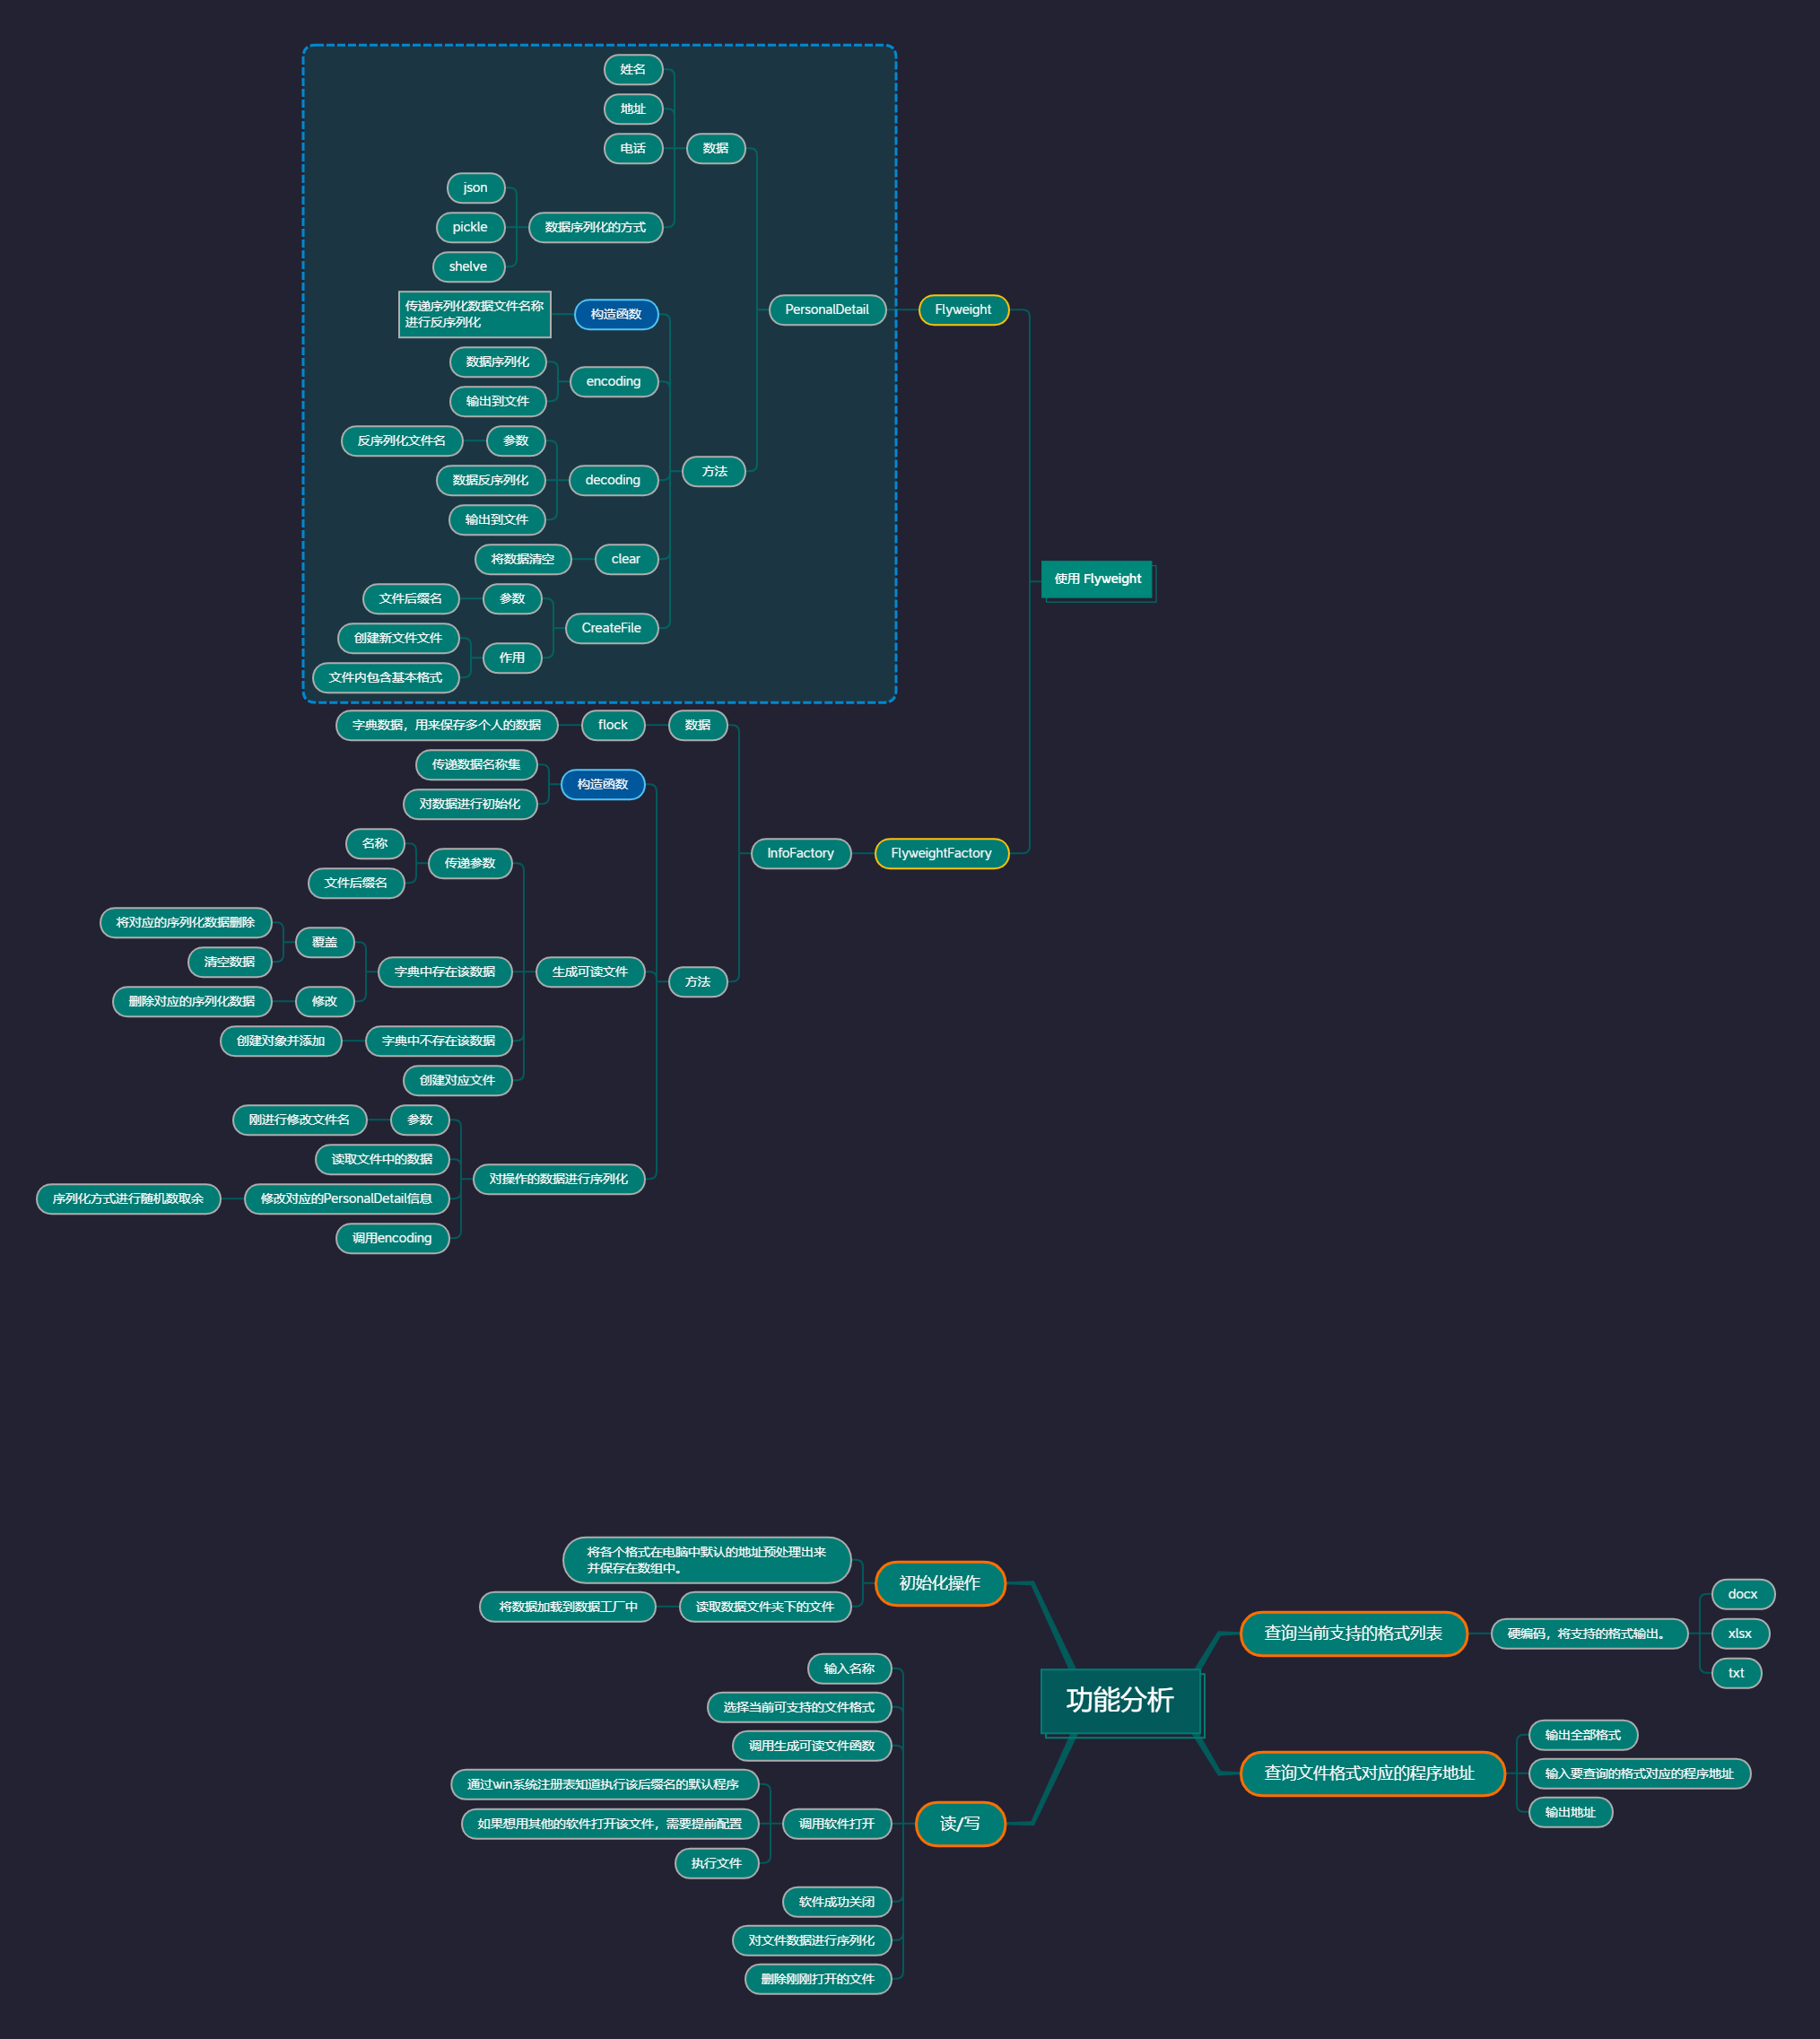 姓名
地址
电话
数据
json
pickle
数据序列化的方式
shelve
传递序列化数据文件名称
进行反序列化
构造函数
PersonalDetail
Flyweight
数据序列化
encoding
输出到文件
反序列化文件名
参数
数据反序列化
decoding
方法
输出到文件
将数据清空
clear
使用 Flyweight
文件后缀名
参数
CreateFile
创建新文件文件
作用
文件内包含基本格式
字典数据，用来保存多个人的数据
flock
数据
传递数据名称集
构造函数
对数据进行初始化
名称
传递参数
文件后缀名
InfoFactory
FlyweightFactory
将对应的序列化数据删除
覆盖
清空数据
字典中存在该数据
生成可读文件
方法
删除对应的序列化数据
修改
创建对象并添加
字典中不存在该数据
创建对应文件
刚进行修改文件名
参数
读取文件中的数据
对操作的数据进行序列化
序列化方式进行随机数取余
修改对应的PersonalDetail信息
调用encoding
将各个格式在电脑中默认的地址预处理出来
并保存在数组中。
初始化操作
将数据加载到数据工厂中
读取数据文件夹下的文件
docx
查询当前支持的格式列表
硬编码，将支持的格式输出。
xlsx
txt
功能分析
输入名称
选择当前可支持的文件格式
调用生成可读文件函数
输出全部格式
查询文件格式对应的程序地址
输入要查询的格式对应的程序地址
输出地址
通过win系统注册表知道执行该后缀名的默认程序
如果想用其他的软件打开该文件，需要提前配置
调用软件打开
读/写
执行文件
软件成功关闭
对文件数据进行序列化
删除刚刚打开的文件